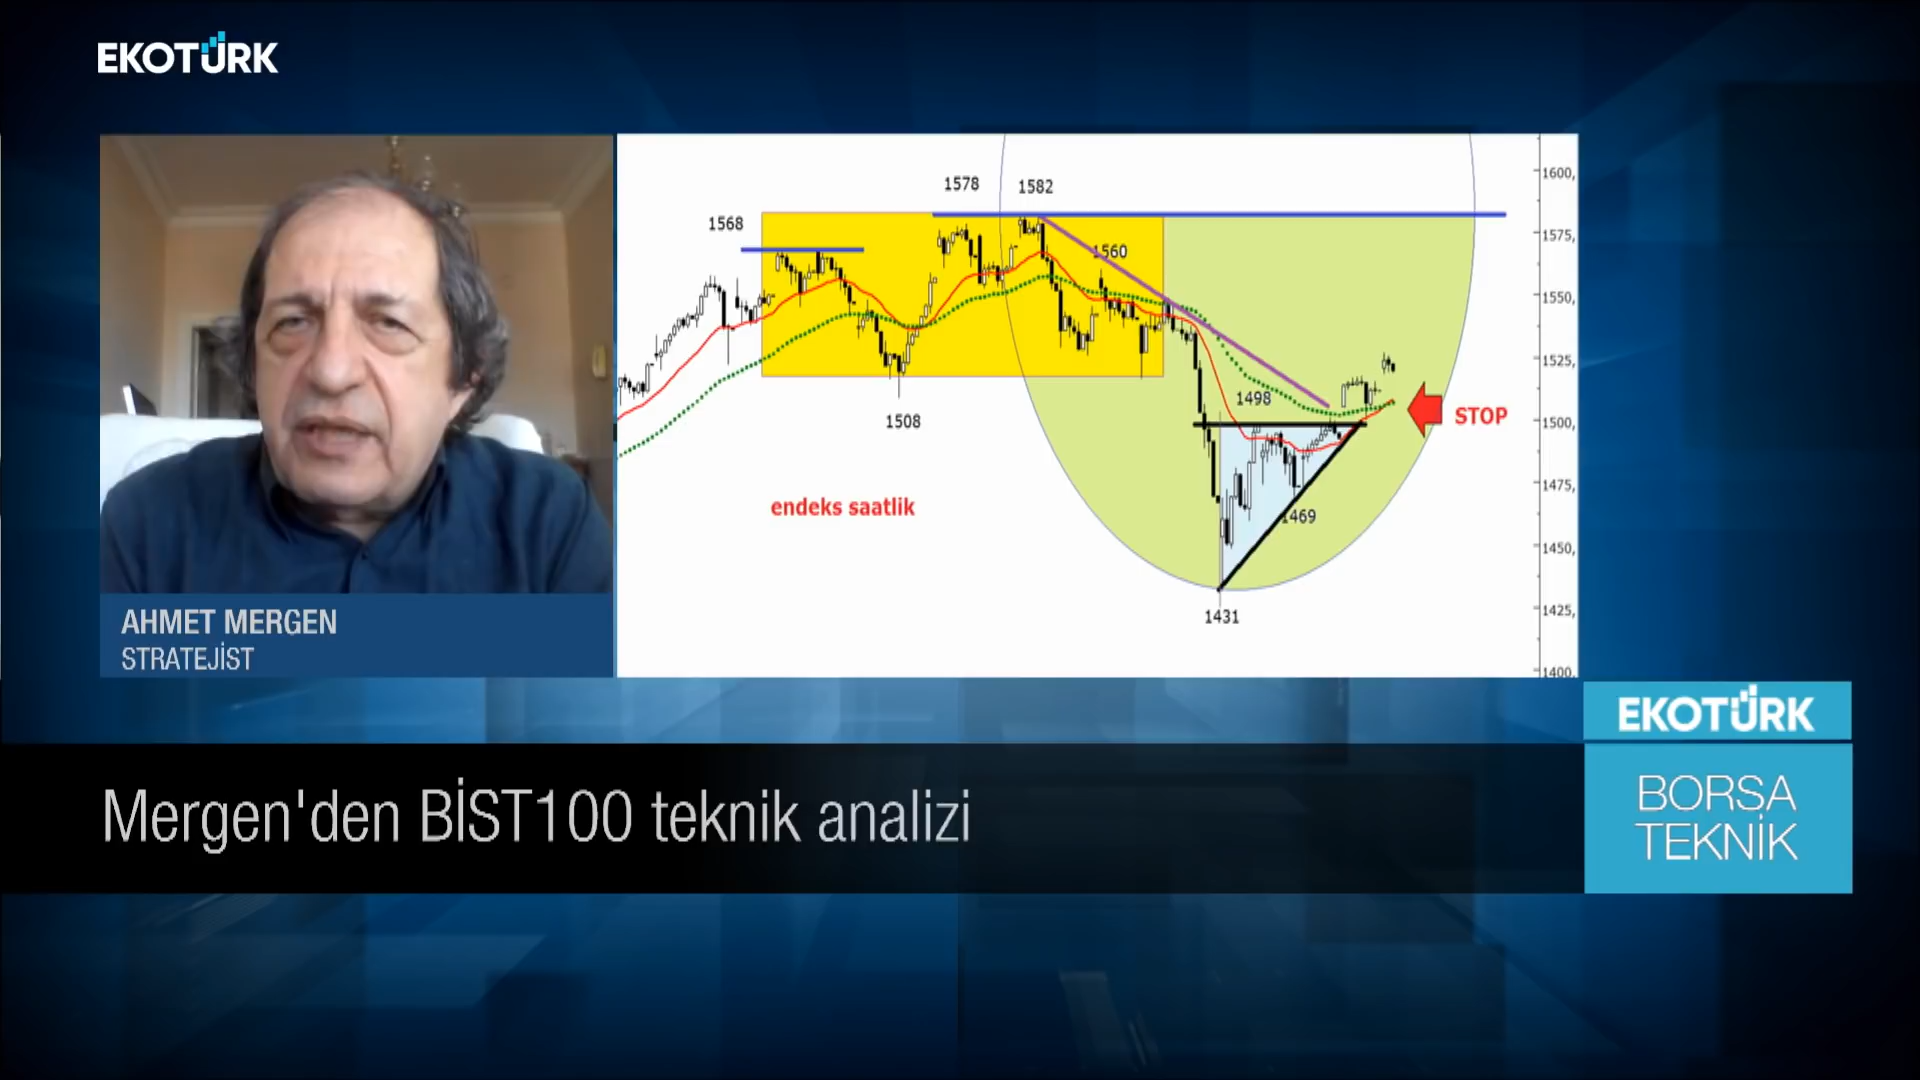 EKOTÜRK
1578
1582
1568
1560
1508
1498
1469
1431
endeks saatlik
STOP
1600,
1575,
1550,
1525,
1500,
1475,
1450,
1425,
1400,
AHMET MERGEN
STRATEJİST
EKOTÜRK
BORSA
TEKNİK
Mergen'den BİST100 teknik analizi